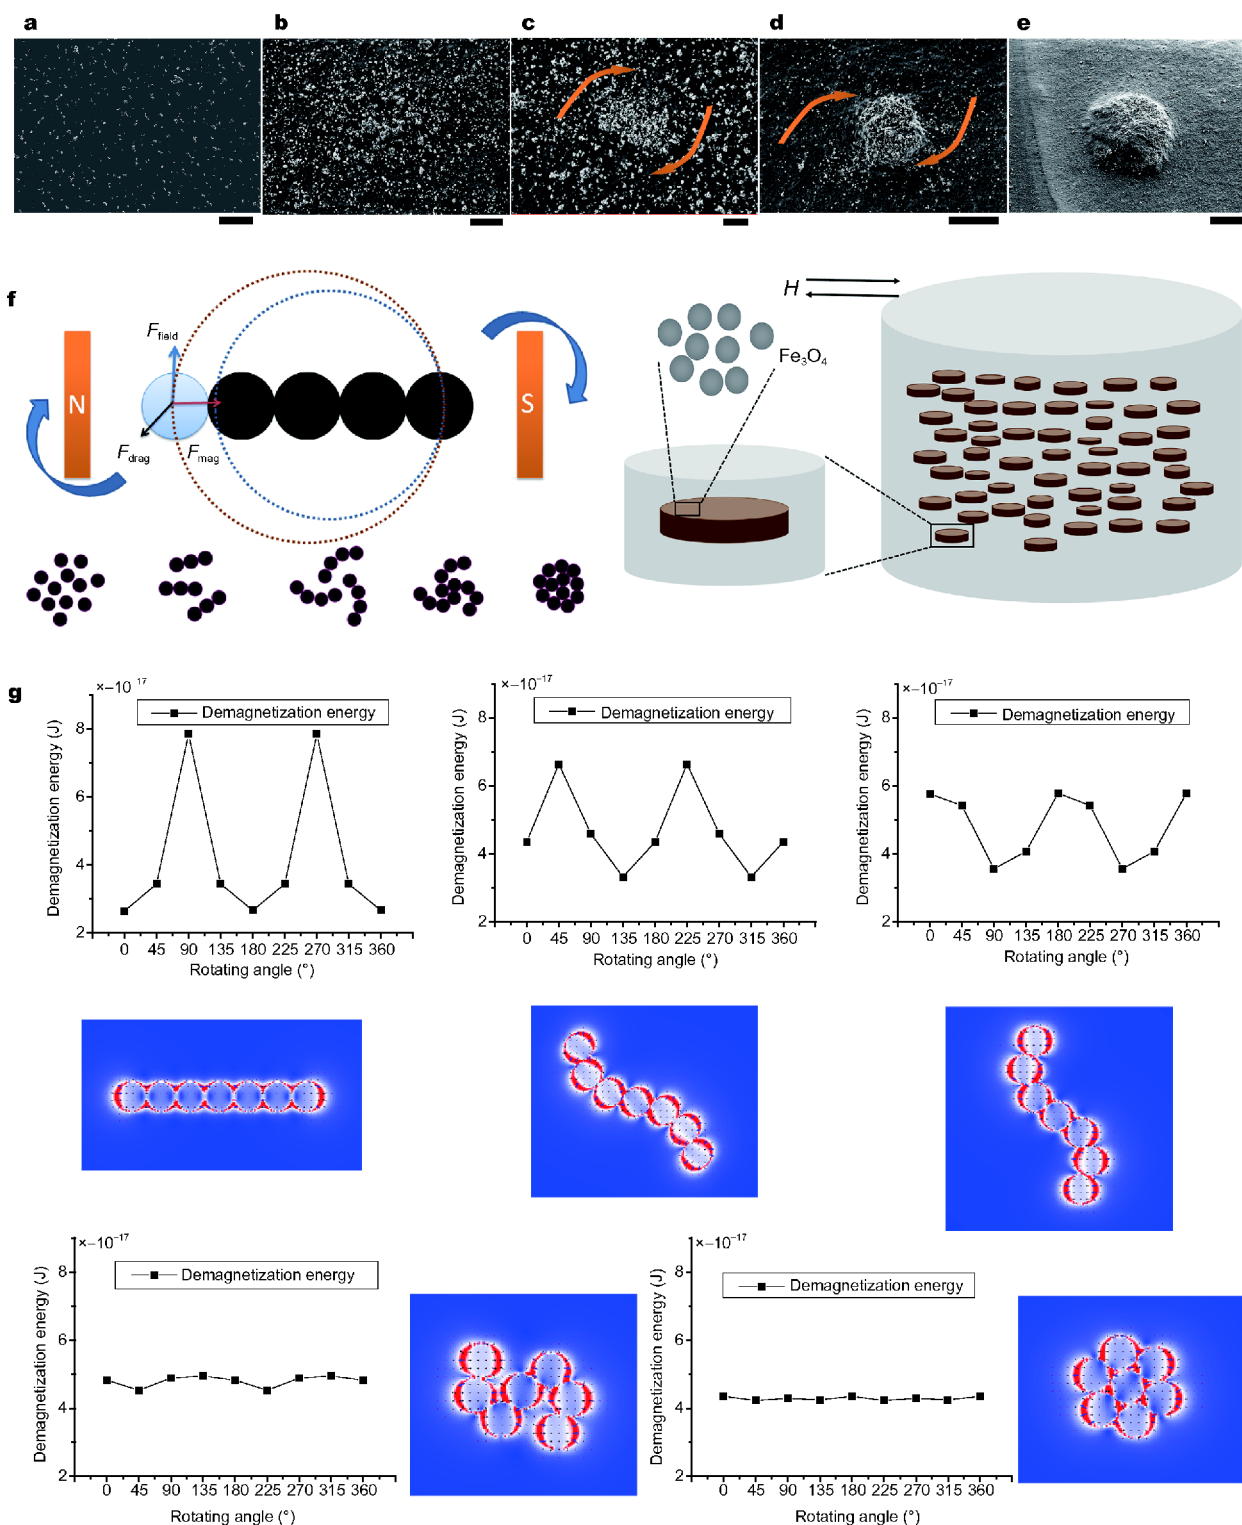 a
b
c
d
e
f
H
F field
N
S
F drag
F mag
Fe3O4
g
×−10 17
Demagnetization energy
Demagnetization energy (J)
8
6
4
2
0 45 90 135 180 225 270 315 360
Rotating angle (°)
×−10−17
Demagnetization energy
Demagnetization energy (J)
8
6
4
2
0 45 90 135 180 225 270 315 360
Rotating angle (°)
×−10−17
Demagnetization energy
Demagnetization energy (J)
8
6
4
2
0 45 90 135 180 225 270 315 360
Rotating angle (°)
×−10−17
Demagnetization energy
Demagnetization energy (J)
8
6
4
2
0 45 90 135 180 225 270 315 360
Rotating angle (°)
×−10−17
Demagnetization energy
Demagnetization energy (J)
8
6
4
2
0 45 90 135 180 225 270 315 360
Rotating angle (°)